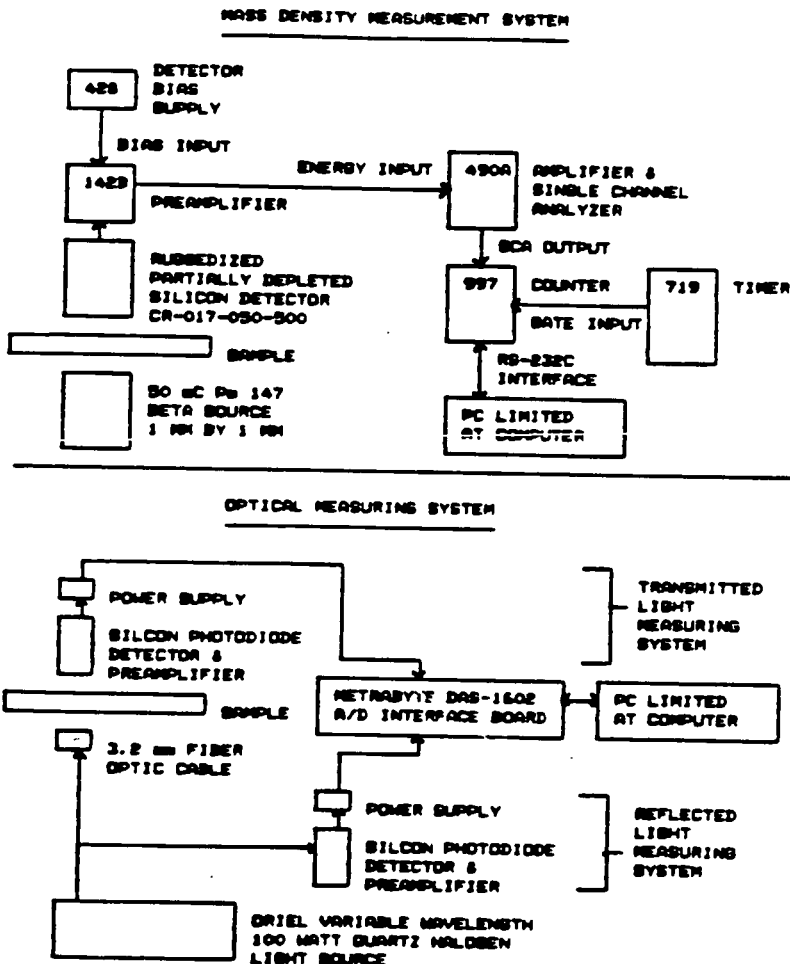 MASS DENSITY MEASUREMENT SYSTEM
428
DETECTOR
BIAS
SUPPLY
BIAS INPUT
142B
PREAMPLIFIER
ENERGY INPUT
490A
AMPLIFIER &
SINGLE CHANNEL
ANALYZER
SCA OUTPUT
RUGGEDIZED
PARTIALLY DEPLETED
SILICON DETECTOR
CR-017-050-500
997
COUNTER
GATE INPUT
719
TIMER
SAMPLE
RS-232C
INTERFACE
50 mC Pm 147
BETA SOURCE
1 MM BY 1 MM
PC LIMITED
AT COMPUTER
OPTICAL MEASURING SYSTEM
POWER SUPPLY
SILCON PHOTODIODE
DETECTOR &
PREAMPLIFIER
TRANSMITTED
LIGHT
MEASURING
SYSTEM
SAMPLE
METRABYTE DAS-1602
A/D INTERFACE BOARD
PC LIMITED
AT COMPUTER
3.2 mm FIBER
OPTIC CABLE
POWER SUPPLY
SILCON PHOTODIODE
DETECTOR &
PREAMPLIFIER
REFLECTED
LIGHT
MEASURING
SYSTEM
ORIEL VARIABLE WAVELENGTH
100 WATT QUARTZ HALOGEN
LIGHT SOURCE